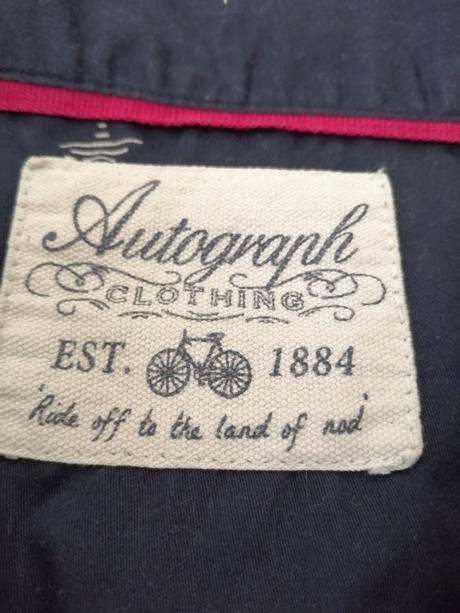 Autograph
CLOTHING
EST. 1884
'Ride off to the land of nod'